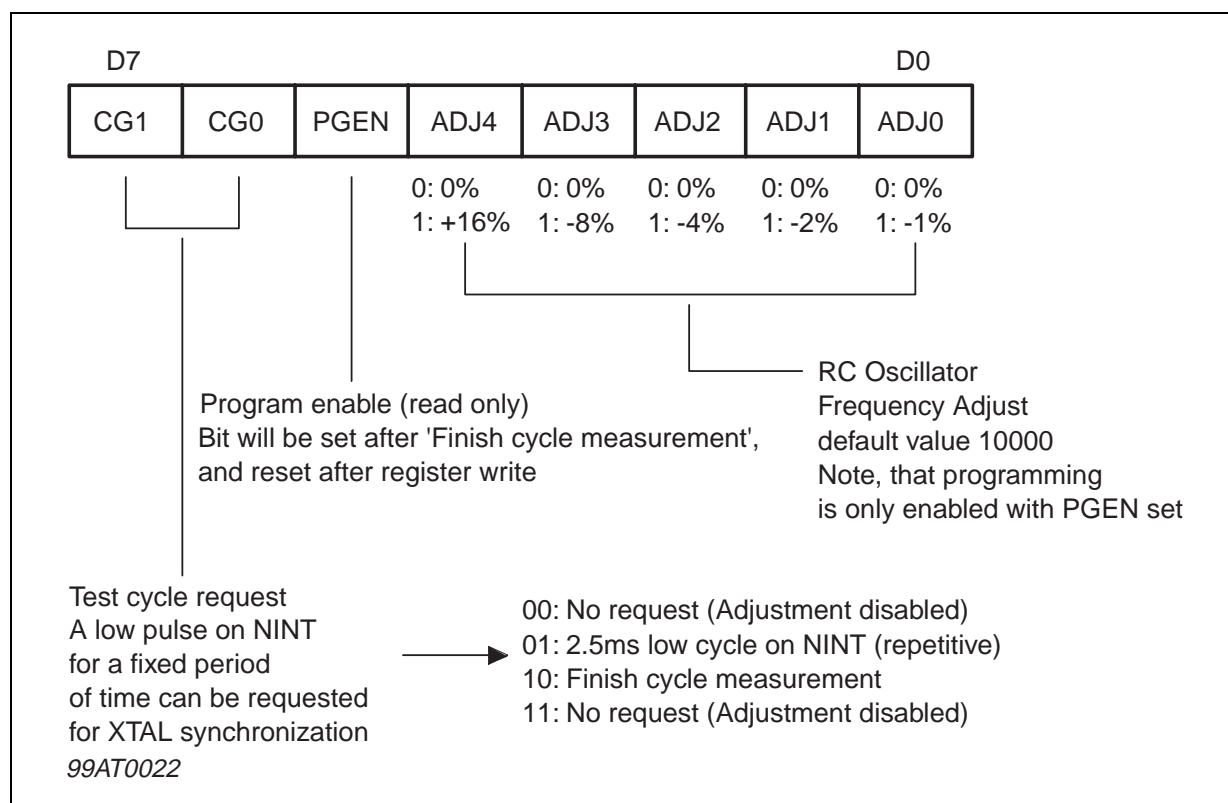 D7 D0
CG1 CG0 PGEN ADJ4 ADJ3 ADJ2 ADJ1 ADJ0
0: 0% 0: 0% 0: 0% 0: 0% 0: 0%
1: +16% 1: -8% 1: -4% 1: -2% 1: -1%
RC Oscillator
Frequency Adjust
default value 10000
Note, that programming
is only enabled with PGEN set
Program enable (read only)
Bit will be set after 'Finish cycle measurement',
and reset after register write
Test cycle request
A low pulse on NINT
for a fixed period
of time can be requested
for XTAL synchronization
00: No request (Adjustment disabled)
01: 2.5ms low cycle on NINT (repetitive)
10: Finish cycle measurement
11: No request (Adjustment disabled)
99AT0022